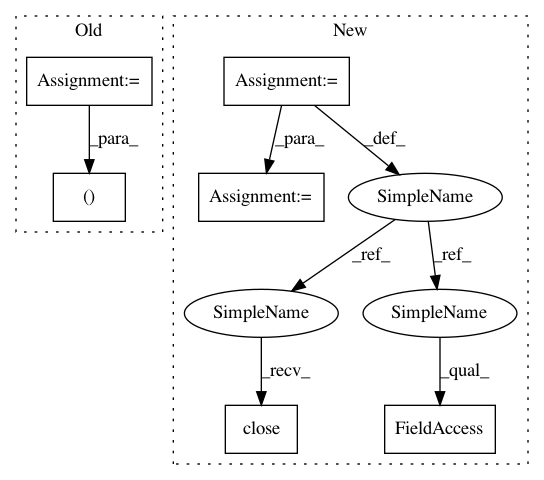 Old
New
Assignment:=
Assignment:=
_para_
_para_
_def_
()
Assignment:=
SimpleName
_ref_
_ref_
SimpleName
SimpleName
_recv_
_qual_
close
FieldAccess